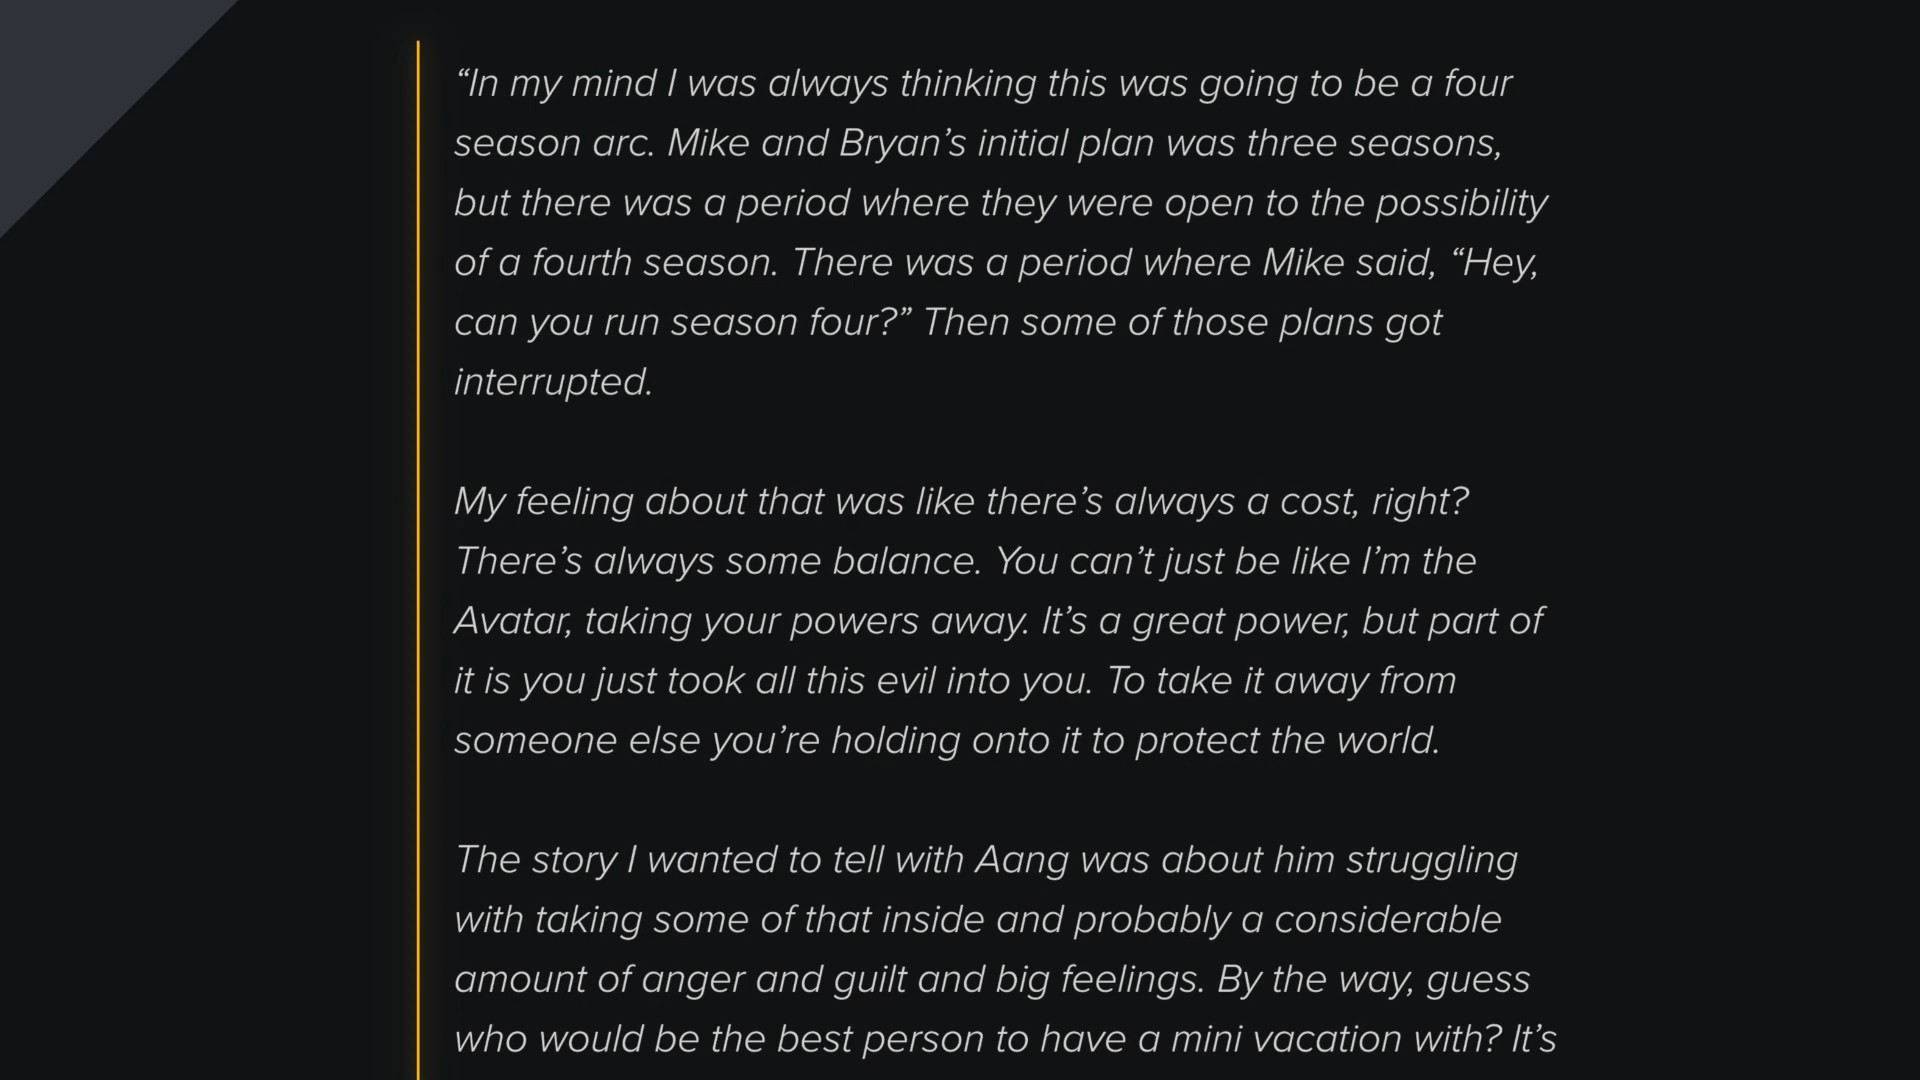 “In my mind I was always thinking this was going to be a four
season arc. Mike and Bryan’s initial plan was three seasons,
but there was a period where they were open to the possibility
of a fourth season. There was a period where Mike said, “Hey,
can you run season four?” Then some of those plans got
interrupted.
My feeling about that was like there’s always a cost, right?
There’s always some balance. You can’t just be like I’m the
Avatar, taking your powers away. It’s a great power, but part of
it is you just took all this evil into you. To take it away from
someone else you’re holding onto it to protect the world.
The story I wanted to tell with Aang was about him struggling
with taking some of that inside and probably a considerable
amount of anger and guilt and big feelings. By the way, guess
who would be the best person to have a mini vacation with? It’s